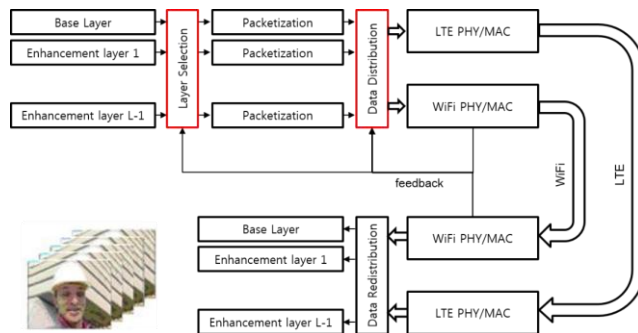 Base Layer
Enhancement layer 1
Enhancement layer L-1
Layer Selection
Packetization
Packetization
Packetization
Data Distribution
LTE PHY/MAC
WiFi PHY/MAC
feedback
WiFi
LTE
Base Layer
Enhancement layer 1
Enhancement layer L-1
Data Redistribution
WiFi PHY/MAC
LTE PHY/MAC